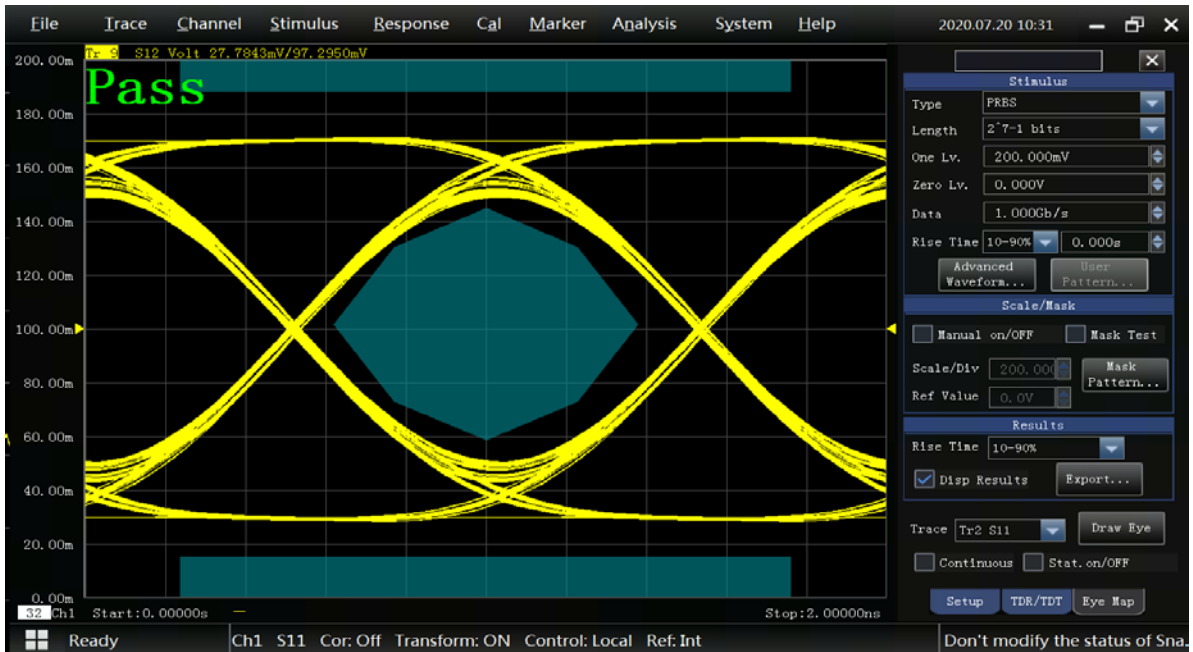 File Trace Channel Stimulus Response Cal Marker Analysis System Help 2020.07.20 10:31
Tr 9 S12 Volt 27.7843mV/97.2950mV
Pass
200.00m
180.00m
160.00m
140.00m
120.00m
100.00m
80.00m
60.00m
40.00m
20.00m
0.00m
32 Ch1 Start:0.00000s Stop:2.00000ns
Stimulus
Type PRBS
Length 2^7-1 bits
One Lv. 200.000mV
Zero Lv. 0.000V
Data 1.000Gb/s
Rise Time 10-90% 0.000s
Advanced Waveform... User Pattern...
Scale/Mask
Manual on/OFF Mask Test
Scale/Div 200.000 Mask Pattern...
Ref Value 0.0V
Results
Rise Time 10-90%
Disp Results Export...
Trace Tr2 S11 Draw Eye
Continuous Stat.on/OFF
Setup TDR/TDT Eye Map
Ready Ch1 S11 Cor: Off Transform: ON Control: Local Ref: Int Don't modify the status of Sna.